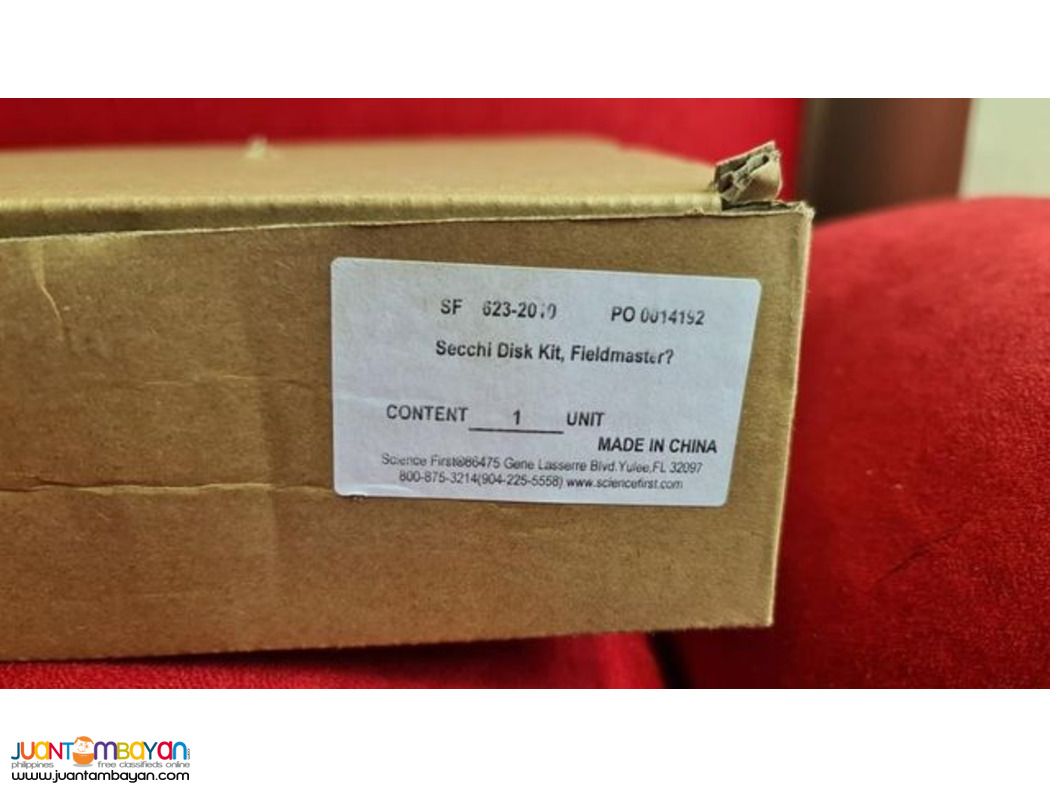 SF 623-2010 PO 0014192
Secchi Disk Kit, Fieldmaster?
CONTENT 1 UNIT
MADE IN CHINA
Science First®86475 Gene Lasserre Blvd.Yulee,FL 32097
800-875-3214(904-225-5558) www.sciencefirst.com
JUANTAMBAYAN
philippines free classifieds online
www.juantambayan.com